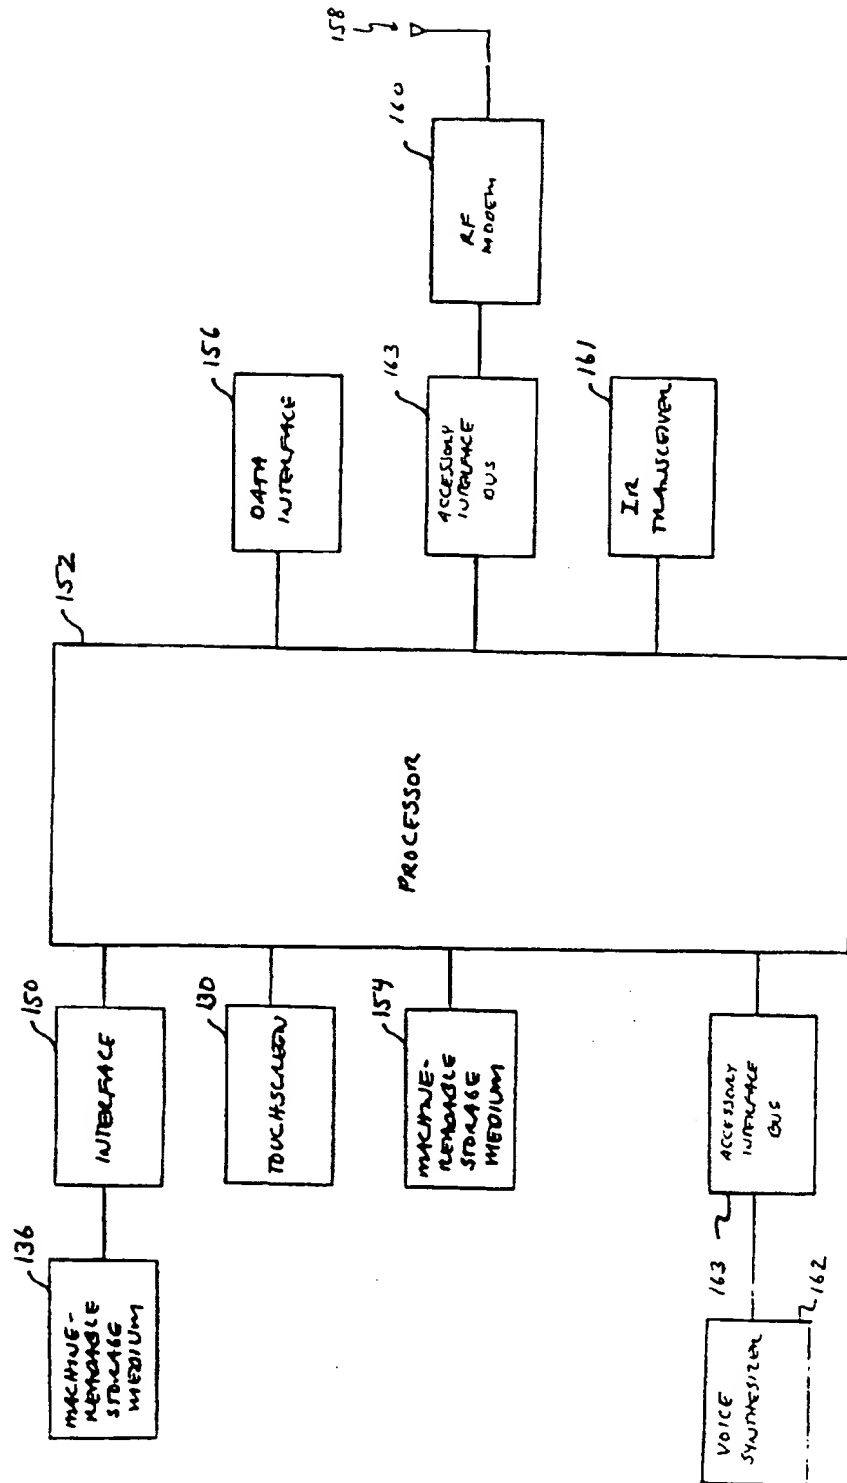 136
MACHINE-
READABLE
STORAGE
MEDIUM
150
INTERFACE
130
TOUCHSCREEN
154
MACHINE-
READABLE
STORAGE
MEDIUM
162
VOICE
SYNTHESIZER
163
ACCESSORY
INTERFACE
BUS
152
PROCESSOR
156
DATA
INTERFACE
163
ACCESSORY
INTERFACE
BUS
161
IR
TRANSCEIVER
160
RF
MODEM
158